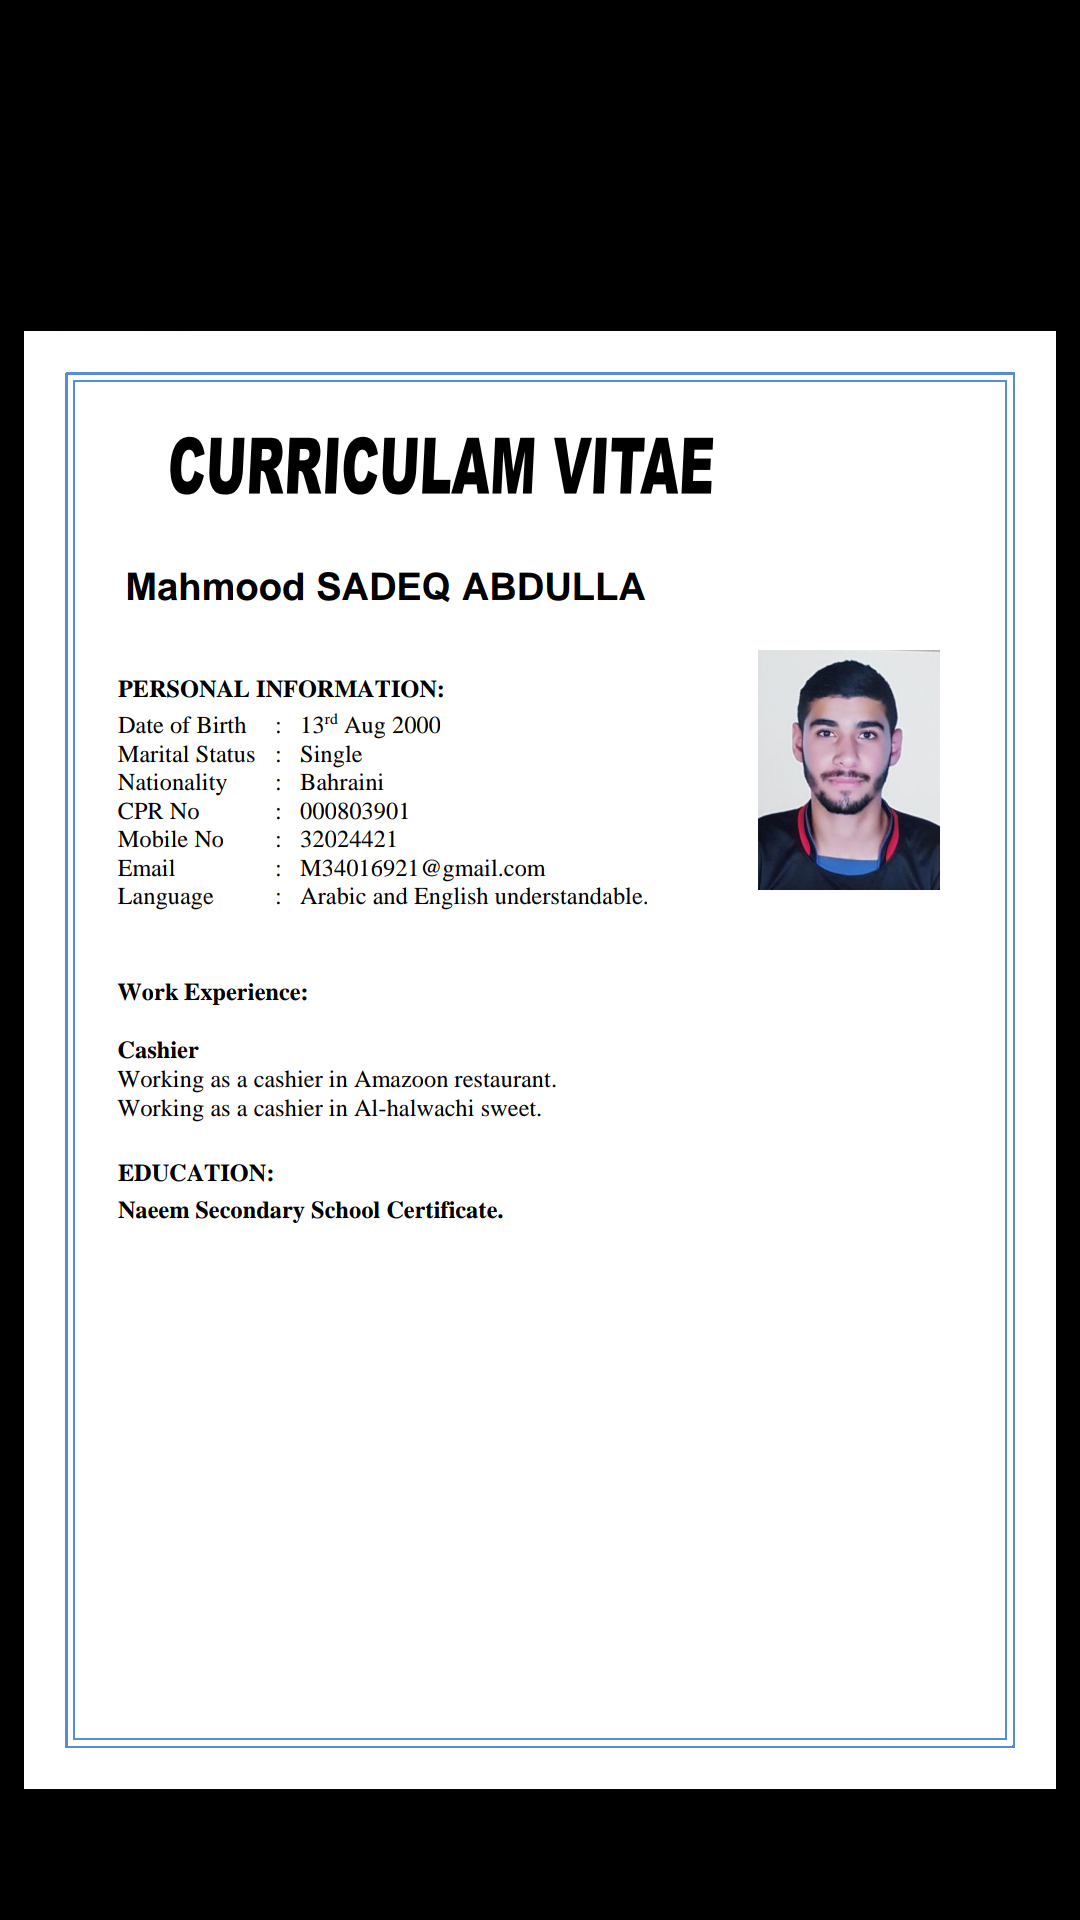 CURRICULAM VITAE
Mahmood SADEQ ABDULLA
PERSONAL INFORMATION:
Date of Birth : 13rd Aug 2000
Marital Status : Single
Nationality : Bahraini
CPR No : 000803901
Mobile No : 32024421
Email : M34016921@gmail.com
Language : Arabic and English understandable.
Work Experience:
Cashier
Working as a cashier in Amazoon restaurant.
Working as a cashier in Al-halwachi sweet.
EDUCATION:
Naeem Secondary School Certificate.